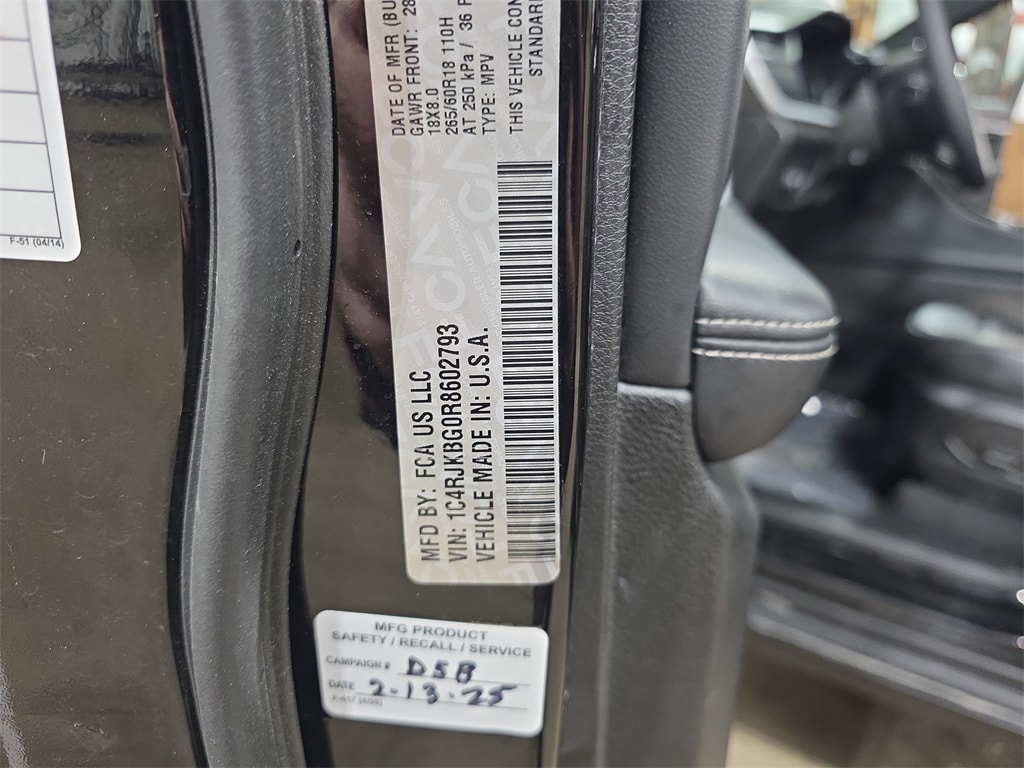 MFD BY: FCA US LLC
DATE OF MFR (BU
GAWR FRONT: 28
VIN: 1C4RJKBG0R8602793
18X8.0
265/60R18 110H
VEHICLE MADE IN: U.S.A.
AT 250 kPa / 36 P
TYPE: MPV
THIS VEHICLE CON
STANDARD
F-51 (04/14)
MFG PRODUCT
SAFETY / RECALL / SERVICE
CAMPAIGN # D5B
DATE 2-13-25